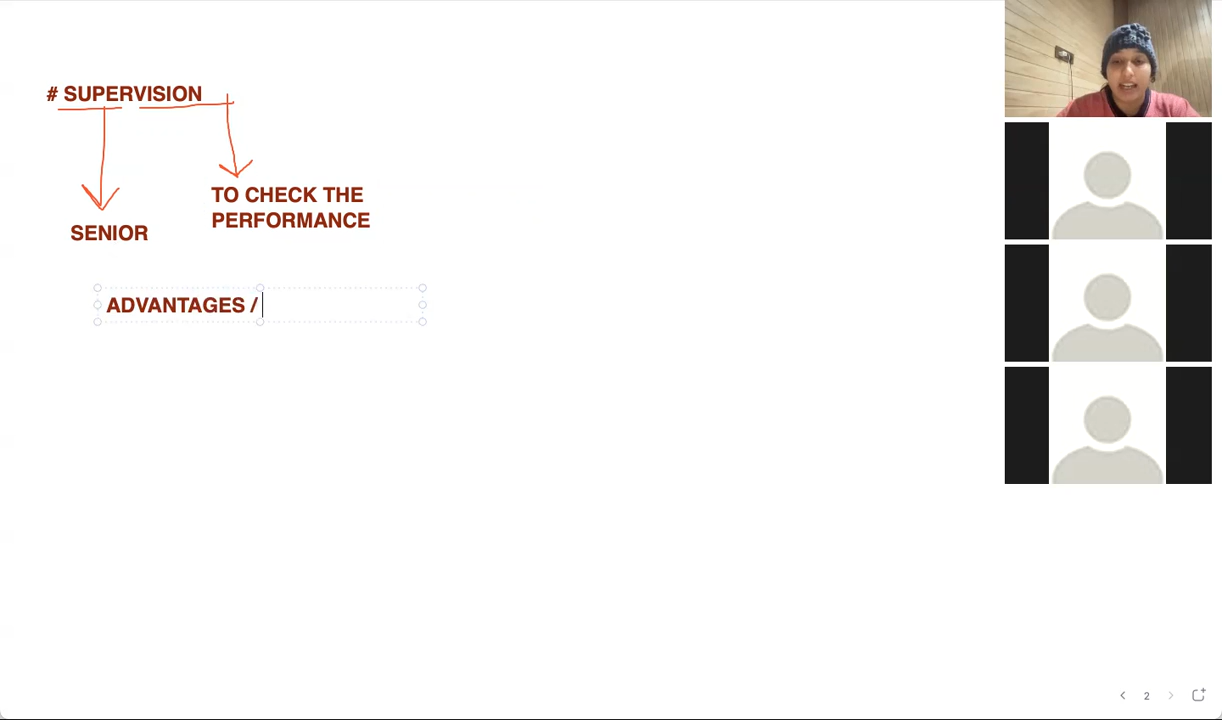 # SUPERVISION
TO CHECK THE
PERFORMANCE
SENIOR
ADVANTAGES /
2